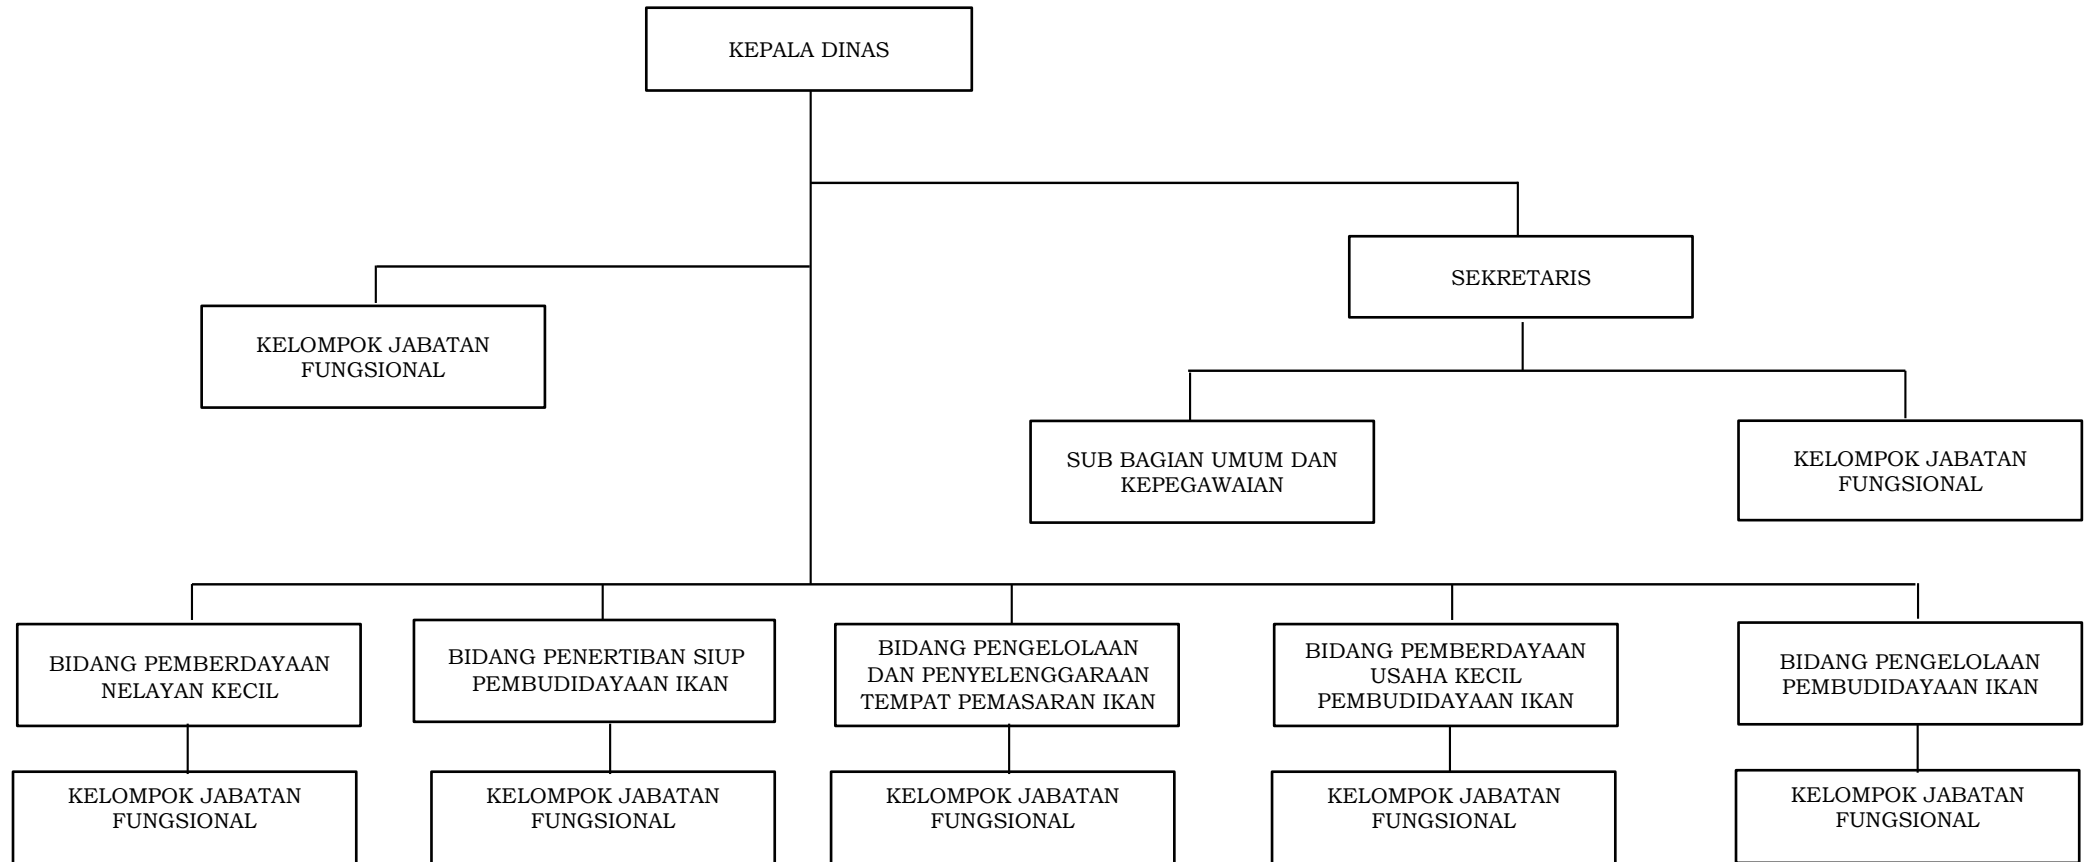 KEPALA DINAS
SEKRETARIS
KELOMPOK JABATAN
FUNGSIONAL
SUB BAGIAN UMUM DAN
KEPEGAWAIAN
KELOMPOK JABATAN
FUNGSIONAL
BIDANG PEMBERDAYAAN
NELAYAN KECIL
BIDANG PENERTIBAN SIUP
PEMBUDIDAYAAN IKAN
BIDANG PENGELOLAAN
DAN PENYELENGGARAAN
TEMPAT PEMASARAN IKAN
BIDANG PEMBERDAYAAN
USAHA KECIL
PEMBUDIDAYAAN IKAN
BIDANG PENGELOLAAN
PEMBUDIDAYAAN IKAN
KELOMPOK JABATAN
FUNGSIONAL
KELOMPOK JABATAN
FUNGSIONAL
KELOMPOK JABATAN
FUNGSIONAL
KELOMPOK JABATAN
FUNGSIONAL
KELOMPOK JABATAN
FUNGSIONAL